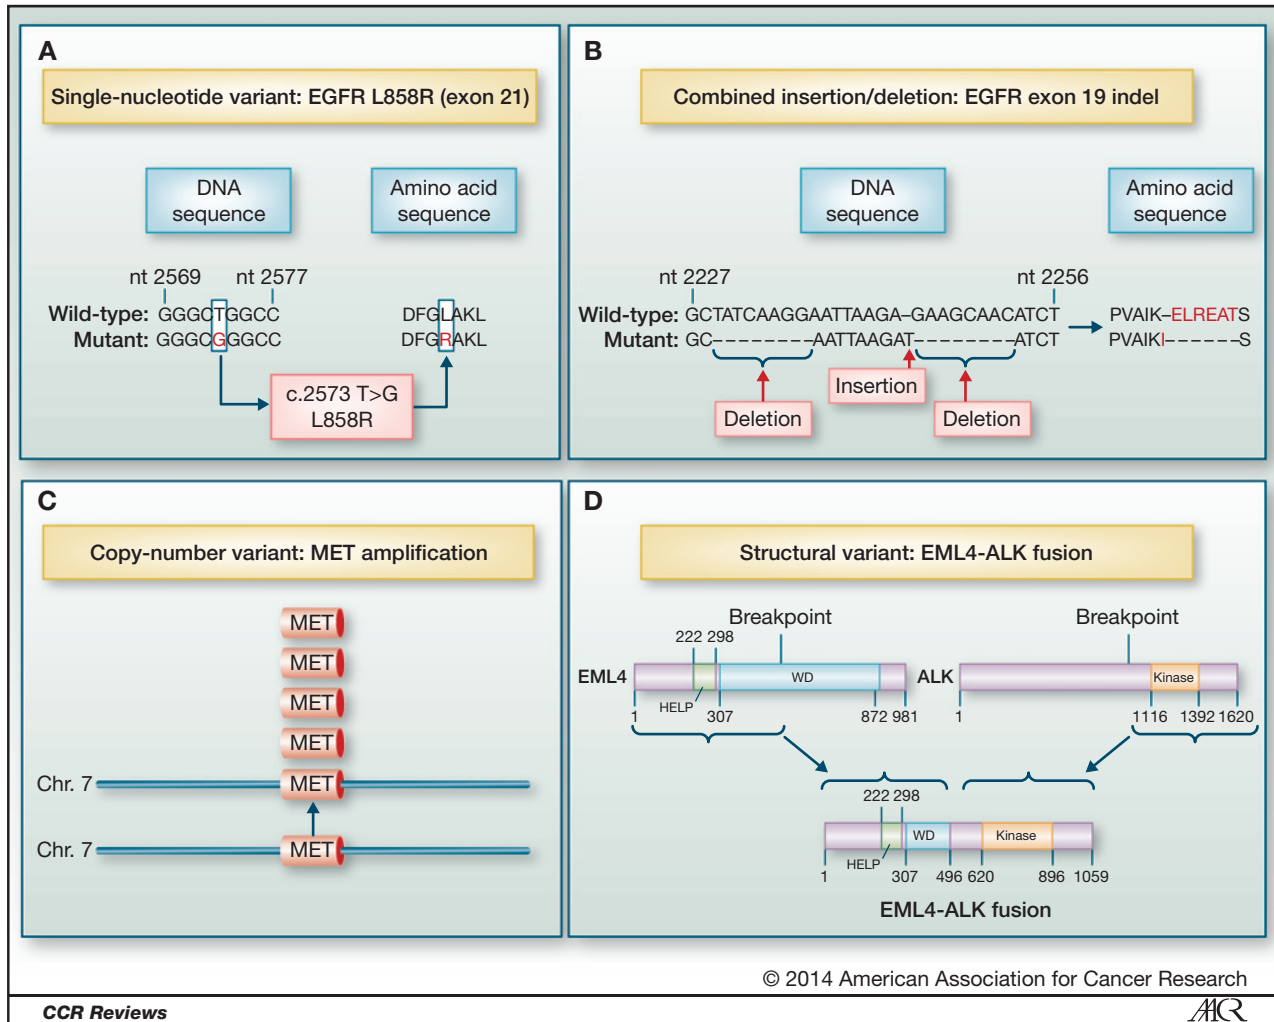 A
Single-nucleotide variant: EGFR L858R (exon 21)
DNA
sequence
Amino acid
sequence
nt 2569 nt 2577
Wild-type: GGGCTGGCC DFGLAKL
Mutant: GGGCGGGCC DFGRAKL
c.2573 T>G
L858R
B
Combined insertion/deletion: EGFR exon 19 indel
DNA
sequence
Amino acid
sequence
nt 2227 nt 2256
Wild-type: GCTATCAAGGAATTAAGA–GAAGCAACATCT PVAIK–ELREATS
Mutant: GC–––––––––AATTAAGAT–––––––––ATCT PVAIKI––––––S
Insertion
Deletion
Deletion
C
Copy-number variant: MET amplification
MET
MET
MET
MET
Chr. 7 MET
Chr. 7 MET
D
Structural variant: EML4-ALK fusion
Breakpoint Breakpoint
222 298
EML4 WD ALK Kinase
HELP
1 307 872 981 1 1116 1392 1620
222 298
WD Kinase
HELP
1 307 496 620 896 1059
EML4-ALK fusion
© 2014 American Association for Cancer Research
CCR Reviews AACR